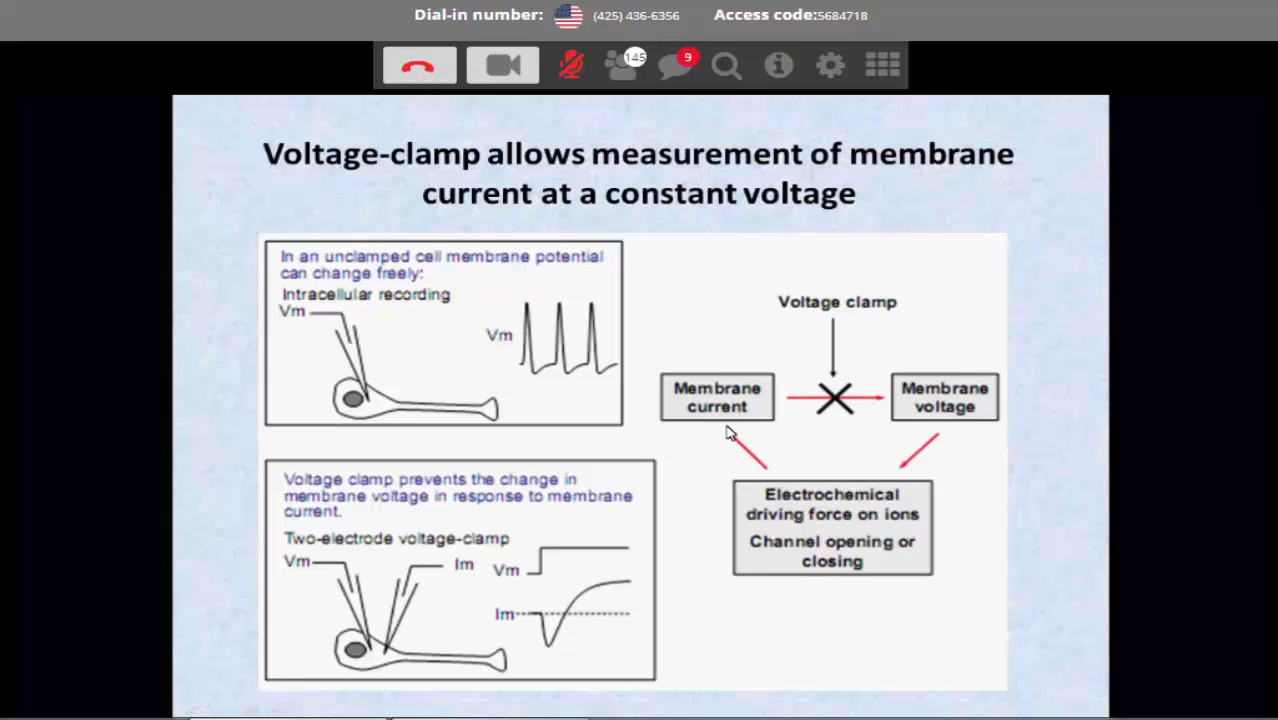 Dial-in number: (425) 436-6356 Access code:5684718
145
9
Voltage-clamp allows measurement of membrane
current at a constant voltage
In an unclamped cell membrane potential
can change freely:
Intracellular recording
Vm
Vm
Voltage clamp
Membrane
current
Membrane
voltage
Electrochemical
driving force on ions
Channel opening or
closing
Voltage clamp prevents the change in
membrane voltage in response to membrane
current.
Two-electrode voltage-clamp
Vm
Im
Vm
Im